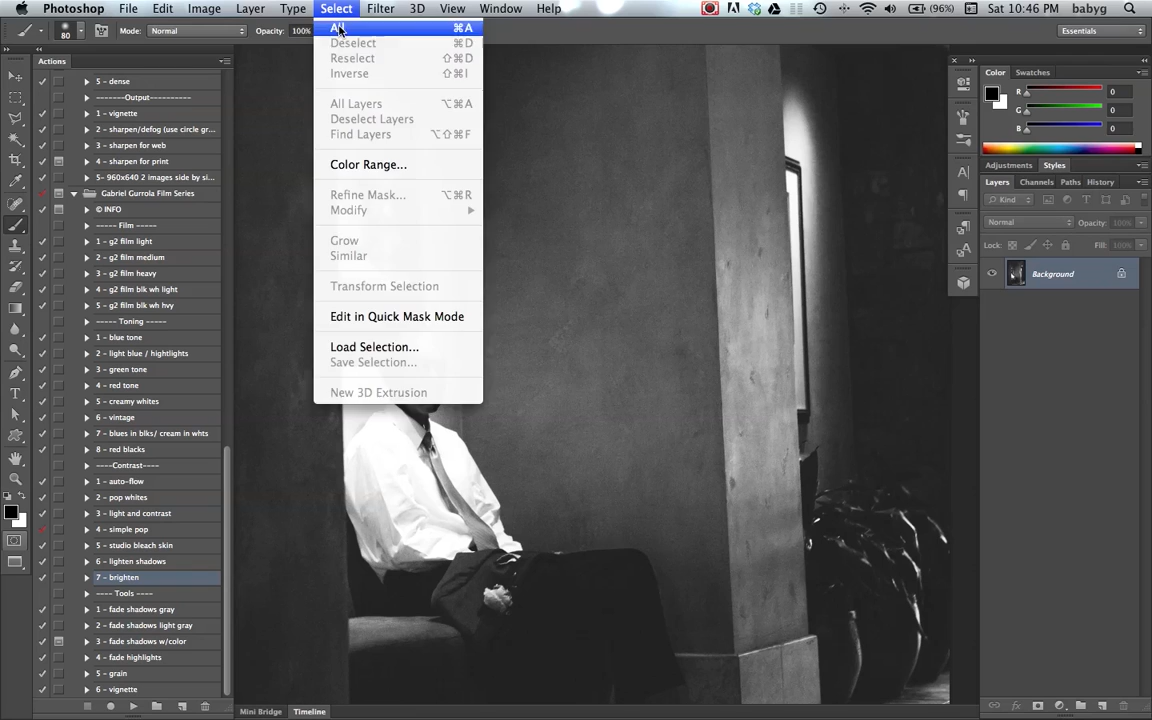 Photoshop File Edit Image Layer Type Select Filter 3D View Window Help (96%) Sat 10:46 PM babyg
80 Mode: Normal Opacity: 100% Essentials
Actions
5 - dense
-------Output----------
1 - vignette
2 - sharpen/defog (use circle gr...
3 - sharpen for web
4 - sharpen for print
5- 960x640 2 images side by si...
Gabriel Gurrola Film Series
© INFO
----- Film -----
1 - g2 film light
2 - g2 film medium
3 - g2 film heavy
4 - g2 film blk wh light
5 - g2 film blk wh hvy
----- Toning -----
1 - blue tone
2 - light blue / hightlights
3 - green tone
4 - red tone
5 - creamy whites
6 - vintage
7 - blues in blks/ cream in whts
8 - red blacks
----Contrast----
1 - auto-flow
2 - pop whites
3 - light and contrast
4 - simple pop
5 - studio bleach skin
6 - lighten shadows
7 - brighten
---- Tools ----
1 - fade shadows gray
2 - fade shadows light gray
3 - fade shadows w/color
4 - fade highlights
5 - grain
6 - vignette
All ⌘A
Deselect ⌘D
Reselect ⇧⌘D
Inverse ⇧⌘I
All Layers ⌥⌘A
Deselect Layers
Find Layers ⌥⇧⌘F
Color Range...
Refine Mask... ⌥⌘R
Modify
Grow
Similar
Transform Selection
Edit in Quick Mask Mode
Load Selection...
Save Selection...
New 3D Extrusion
Mini Bridge Timeline
Color Swatches
R 0
G 0
B 0
Adjustments Styles
Layers Channels Paths History
Kind
Normal Opacity: 100%
Lock: Fill: 100%
Background